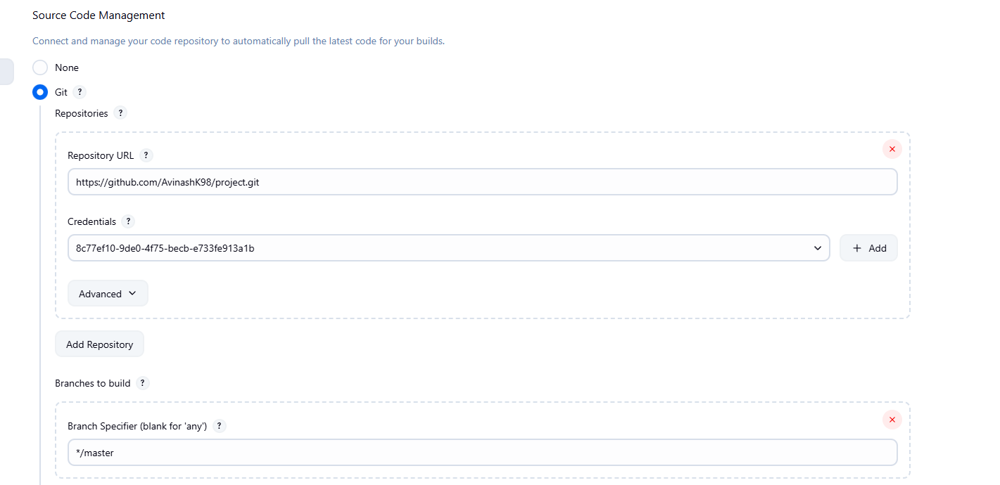 Source Code Management
Connect and manage your code repository to automatically pull the latest code for your builds.
None
Git ?
Repositories ?
Repository URL ?
https://github.com/AvinashK98/project.git
Credentials ?
8c77ef10-9de0-4f75-becb-e733fe913a1b
+ Add
Advanced
Add Repository
Branches to build ?
Branch Specifier (blank for 'any') ?
*/master